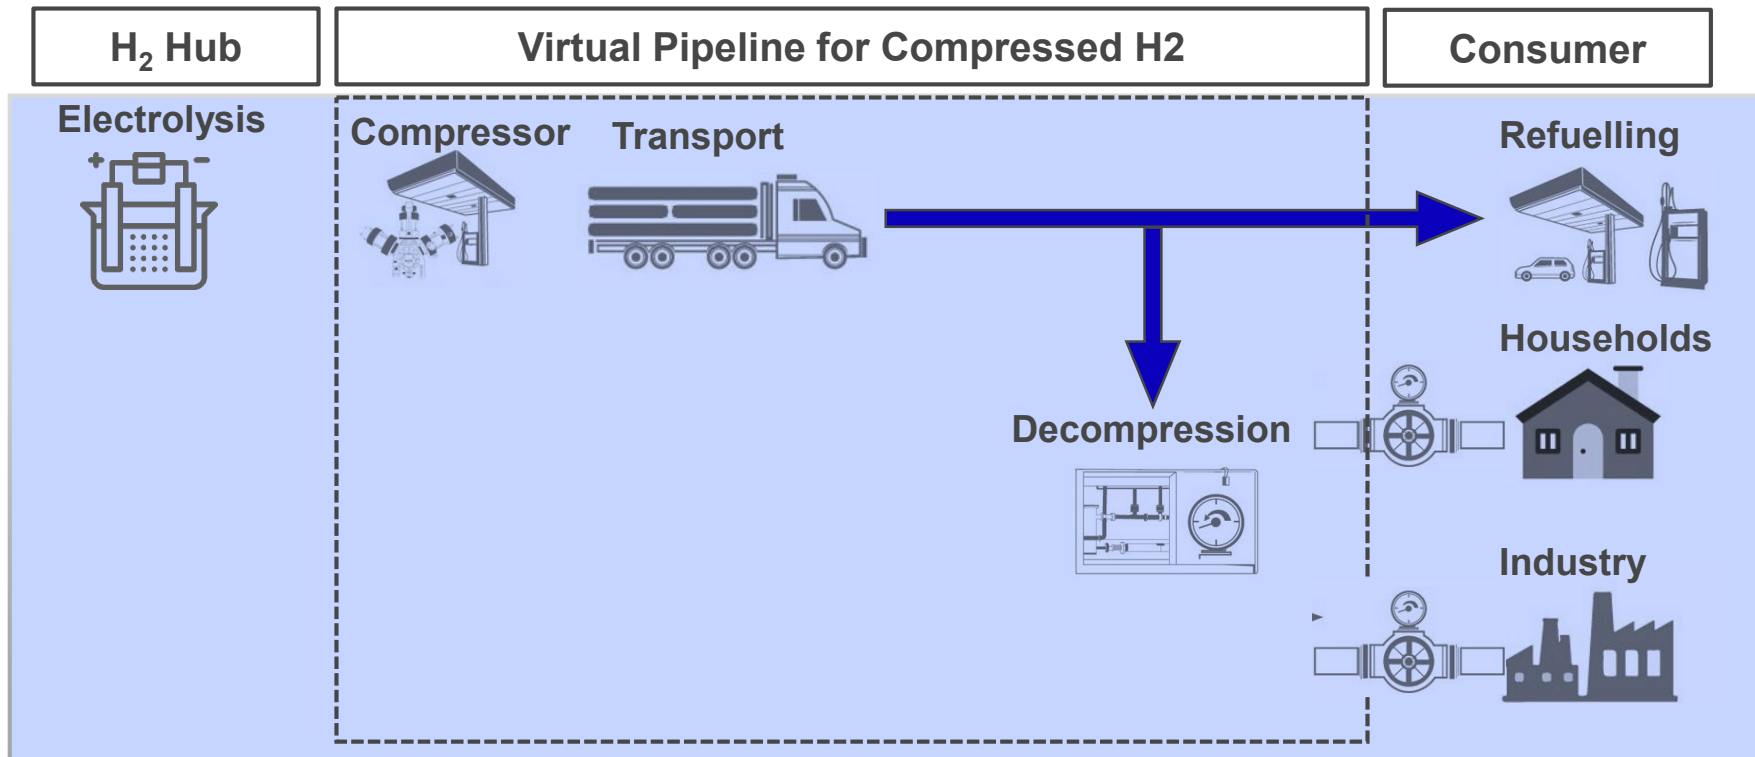 H₂ Hub
Virtual Pipeline for Compressed H2
Consumer
Electrolysis
Compressor
Transport
Refuelling
Households
Decompression
Industry